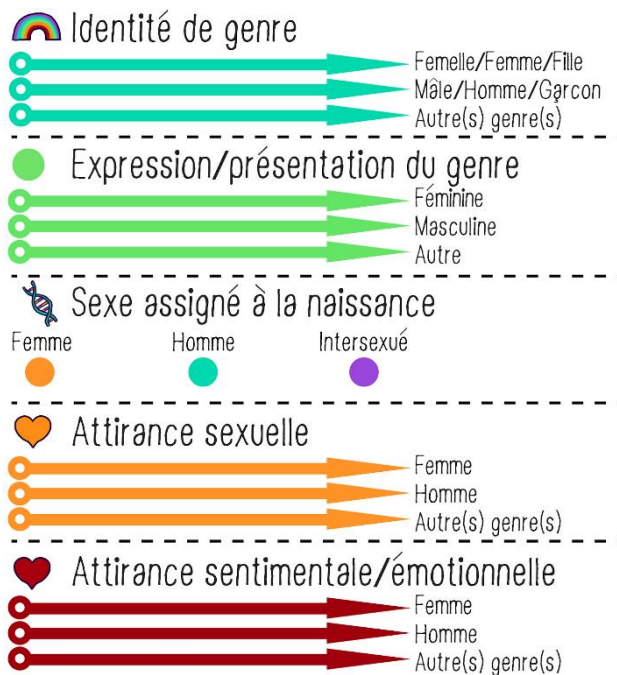 Identité de genre
Femelle/Femme/Fille
Mâle/Homme/Garcon
Autre(s) genre(s)
Expression/présentation du genre
Féminine
Masculine
Autre
Sexe assigné à la naissance
Femme Homme Intersexué
Attirance sexuelle
Femme
Homme
Autre(s) genre(s)
Attirance sentimentale/émotionnelle
Femme
Homme
Autre(s) genre(s)